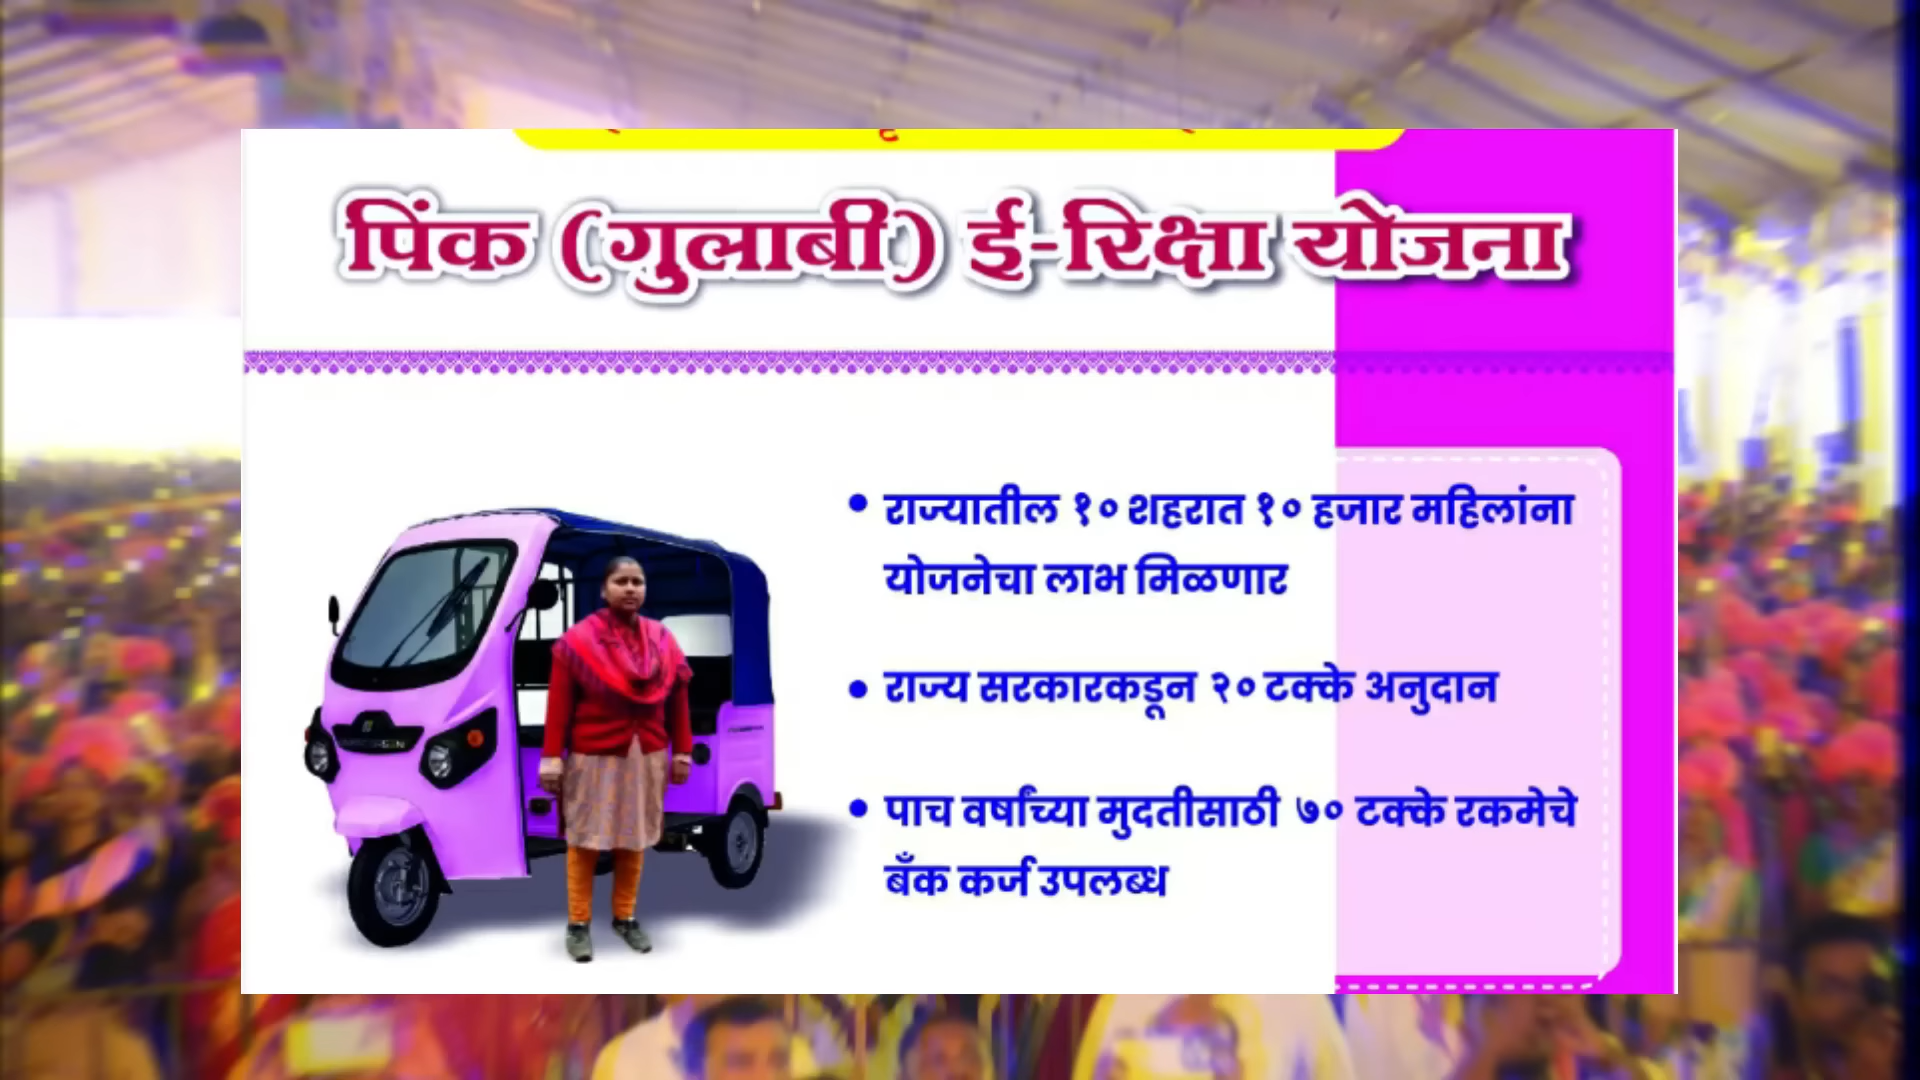 पिंक (गुलाबी) ई-रिक्षा योजना
• राज्यातील १० शहरात १० हजार महिलांना
योजनेचा लाभ मिळणार
• राज्य सरकारकडून २० टक्के अनुदान
• पाच वर्षांच्या मुदतीसाठी ७० टक्के रकमेचे
बँक कर्ज उपलब्ध